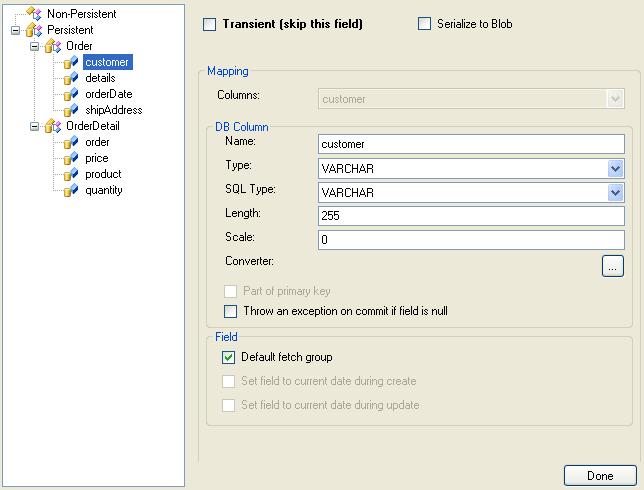 Non-Persistent
Persistent
Order
customer
details
orderDate
shipAddress
OrderDetail
order
price
product
quantity
Transient (skip this field)
Serialize to Blob
Mapping
Columns: customer
DB Column
Name: customer
Type: VARCHAR
SQL Type: VARCHAR
Length: 255
Scale: 0
Converter: ...
Part of primary key
Throw an exception on commit if field is null
Field
Default fetch group
Set field to current date during create
Set field to current date during update
Done